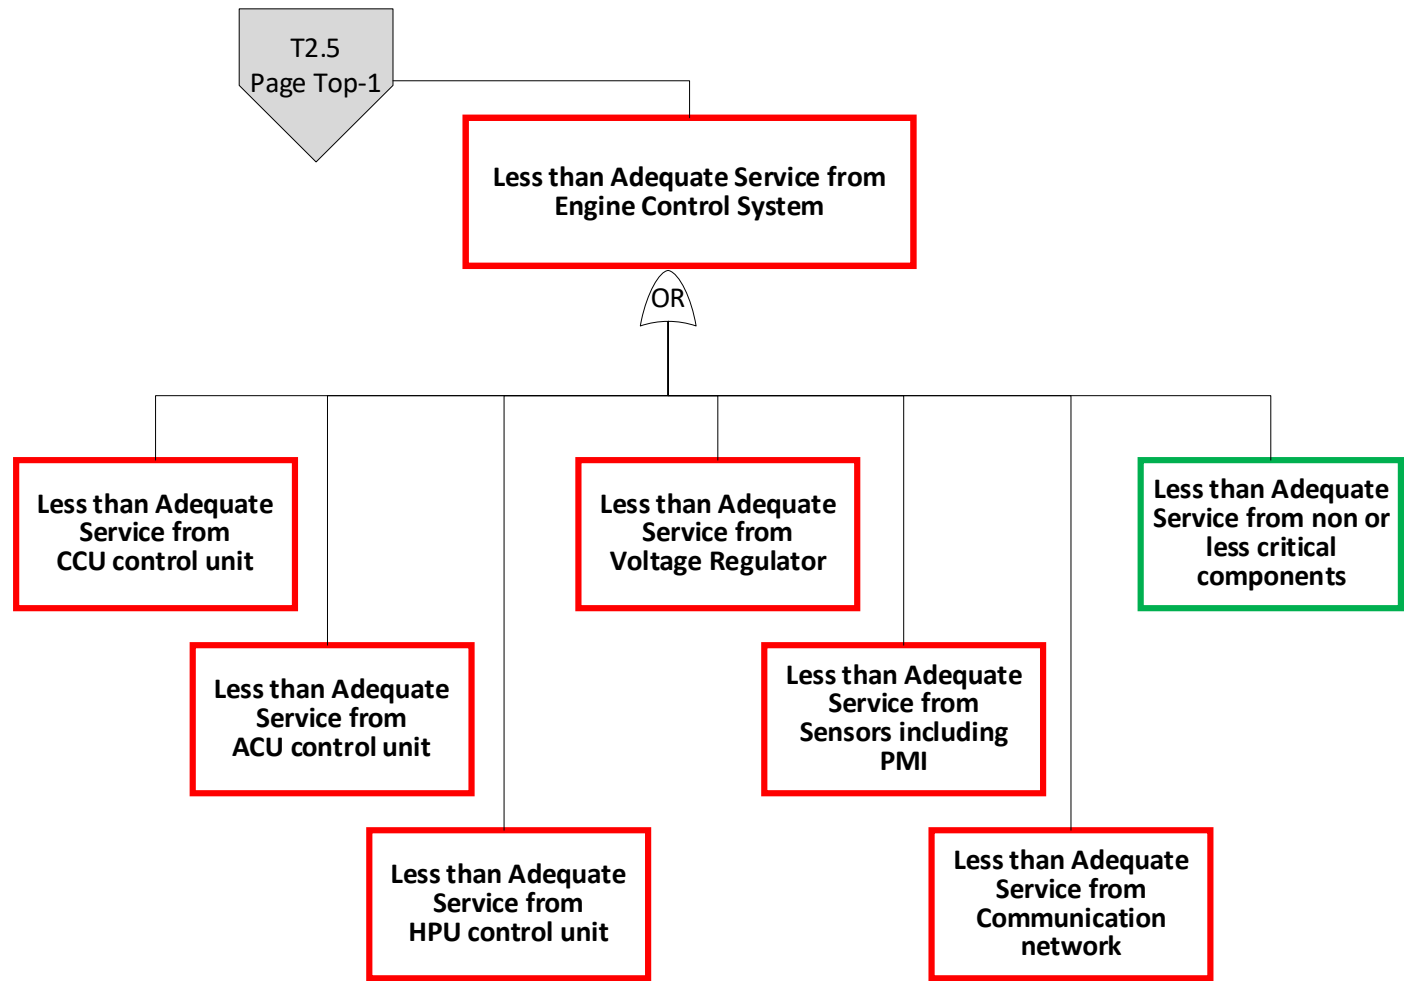 T2.5
Page Top-1
Less than Adequate Service from
Engine Control System
OR
Less than Adequate
Service from
CCU control unit
Less than Adequate
Service from
Voltage Regulator
Less than Adequate
Service from non or
less critical
components
Less than Adequate
Service from
ACU control unit
Less than Adequate
Service from
Sensors including
PMI
Less than Adequate
Service from
HPU control unit
Less than Adequate
Service from
Communication
network